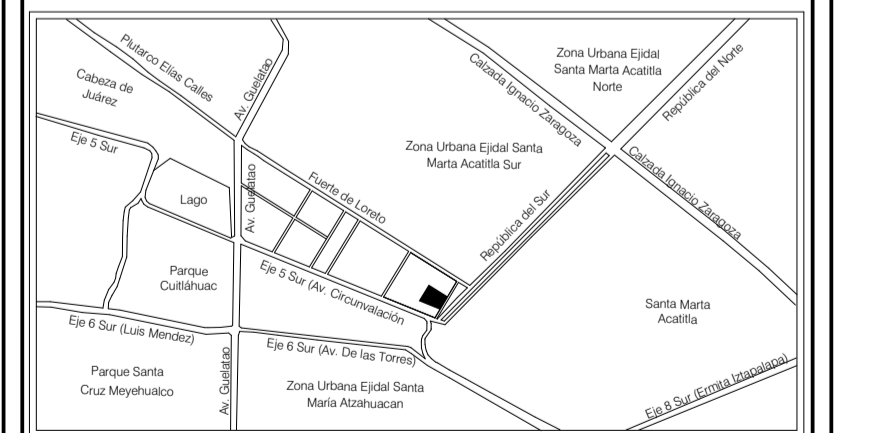 Plutarco Elías Calles
Av. Guelatao
Cabeza de
Juárez
Eje 5 Sur
Calzada Ignacio Zaragoza
Zona Urbana Ejidal
Santa Marta Acatitla
Norte
República del Norte
Zona Urbana Ejidal Santa
Marta Acatitla Sur
Calzada Ignacio Zaragoza
Lago
Av. Guelatao
Fuerte de Loreto
República del Sur
Parque
Cuitláhuac
Eje 5 Sur (Av. Circunvalación
Santa Marta
Acatitla
Eje 6 Sur (Luis Mendez)
Eje 6 Sur (Av. De las Torres)
Parque Santa
Cruz Meyehualco
Av. Guelatao
Zona Urbana Ejidal Santa
María Atzahuacan
Eje 8 Sur (Ermita Iztapalapa)